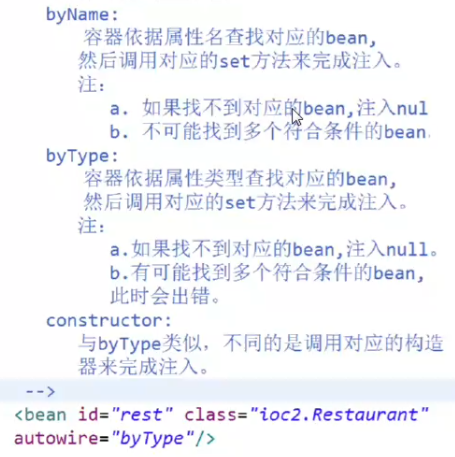 byName:
容器依据属性名查找对应的bean,
然后调用对应的set方法来完成注入。
注:
a. 如果找不到对应的bean,注入nul
b. 不可能找到多个符合条件的bean.
byType:
容器依据属性类型查找对应的bean,
然后调用对应的set方法来完成注入。
注:
a.如果找不到对应的bean,注入null。
b.有可能找到多个符合条件的bean,
此时会出错。
constructor:
与byType类似, 不同的是调用对应的构造
器来完成注入。
-->
<bean id="rest" class="ioc2.Restaurant"
autowire="byType"/>